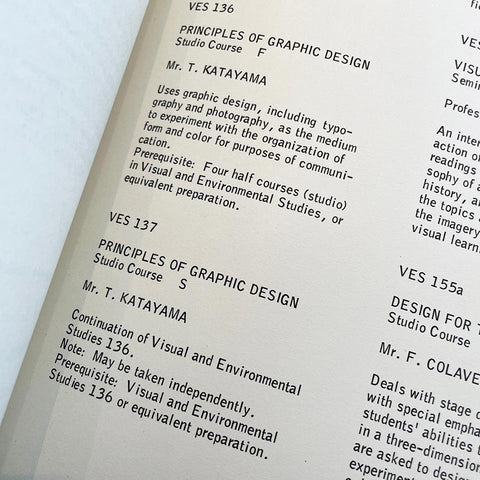 VES 136
PRINCIPLES OF GRAPHIC DESIGN
Studio Course F
Mr. T. KATAYAMA
Uses graphic design, including typo-
graphy and photography, as the medium
to experiment with the organization of
form and color for purposes of communi-
cation.
Prerequisite: Four half courses (studio)
in Visual and Environmental Studies, or
equivalent preparation.
VES 137
PRINCIPLES OF GRAPHIC DESIGN
Studio Course S
Mr. T. KATAYAMA
Continuation of Visual and Environmental
Studies 136.
Note: May be taken independently.
Prerequisite: Visual and Environmental
Studies 136 or equivalent preparation.
VES
VISU
Semin
Profes
An inter
action o
readings
sophy of a
history, a
the topics
the imagery
visual learn
VES 155a
DESIGN FOR T
Studio Course
Mr. F. COLAVE
Deals with stage d
with special empha
students' abilities t
in a three-dimension
are asked to design
experiment